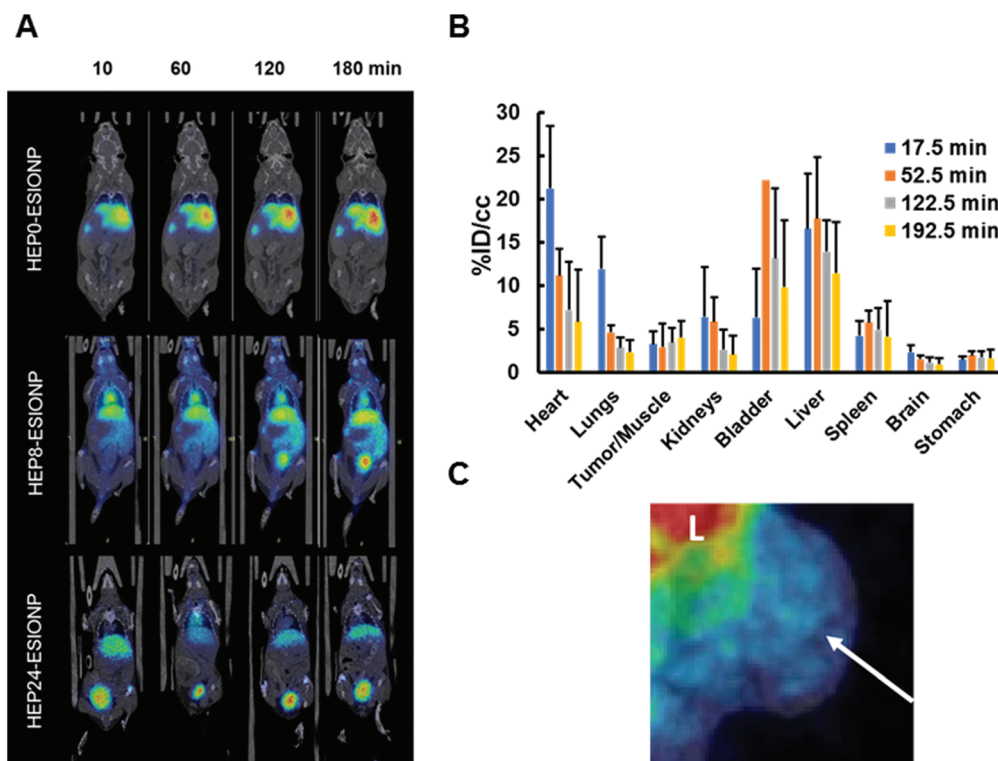 A
10 60 120 180 min
HEP0-ESIONP
HEP8-ESIONP
HEP24-ESIONP
B
%ID/cc
30
25
20
15
10
5
0
17.5 min
52.5 min
122.5 min
192.5 min
Heart
Lungs
Tumor/Muscle
Kidneys
Bladder
Liver
Spleen
Brain
Stomach
C
L